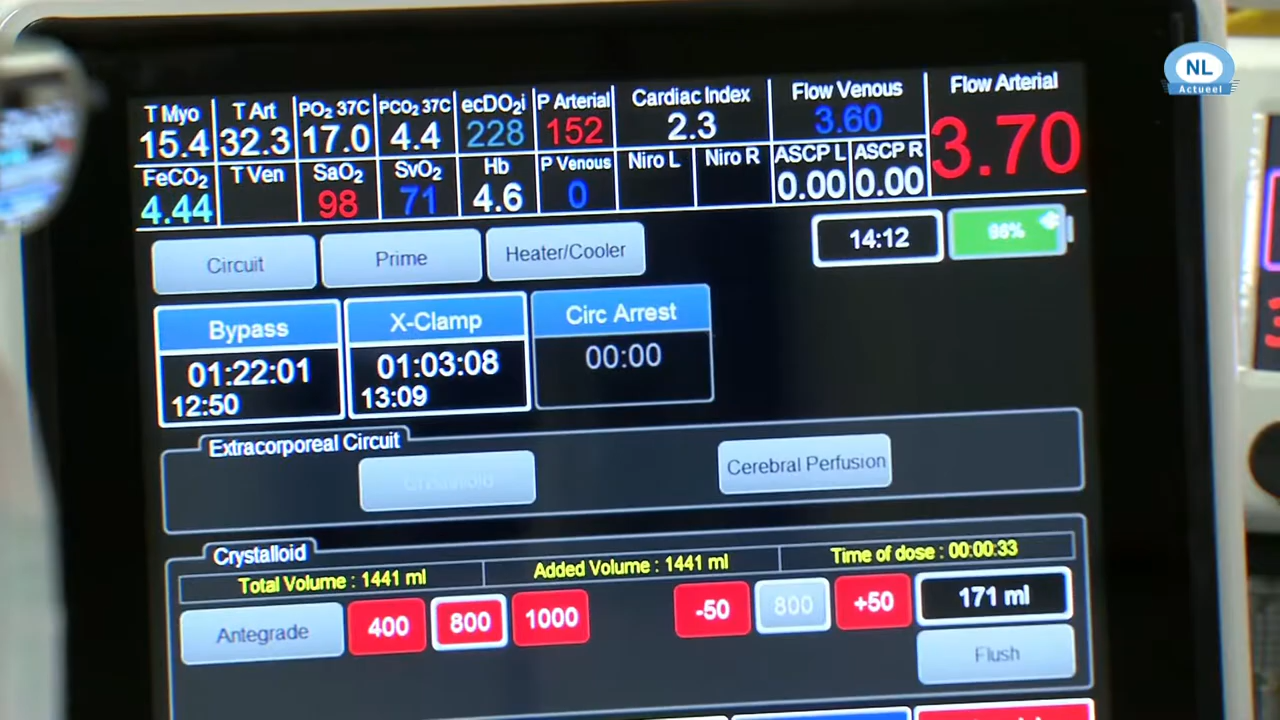 NL
Actueel
T Myo T Art PO₂ 37C PCO₂ 37C ecDO₂i P Arterial Cardiac Index Flow Venous Flow Arterial
15.4 32.3 17.0 4.4 228 152 2.3 3.60 3.70
FeCO₂ T Ven SaO₂ SvO₂ Hb P Venous Niro L Niro R ASCP L ASCP R
4.44 98 71 4.6 0 0.00 0.00
Circuit Prime Heater/Cooler 14:12 96%
Bypass X-Clamp Circ Arrest
01:22:01 01:03:08 00:00
12:50 13:09
Extracorporeal Circuit
Crystalloid Cerebral Perfusion
Crystalloid
Total Volume : 1441 ml Added Volume : 1441 ml Time of dose : 00:00:33
Antegrade 400 800 1000 -50 800 +50 171 ml
Flush